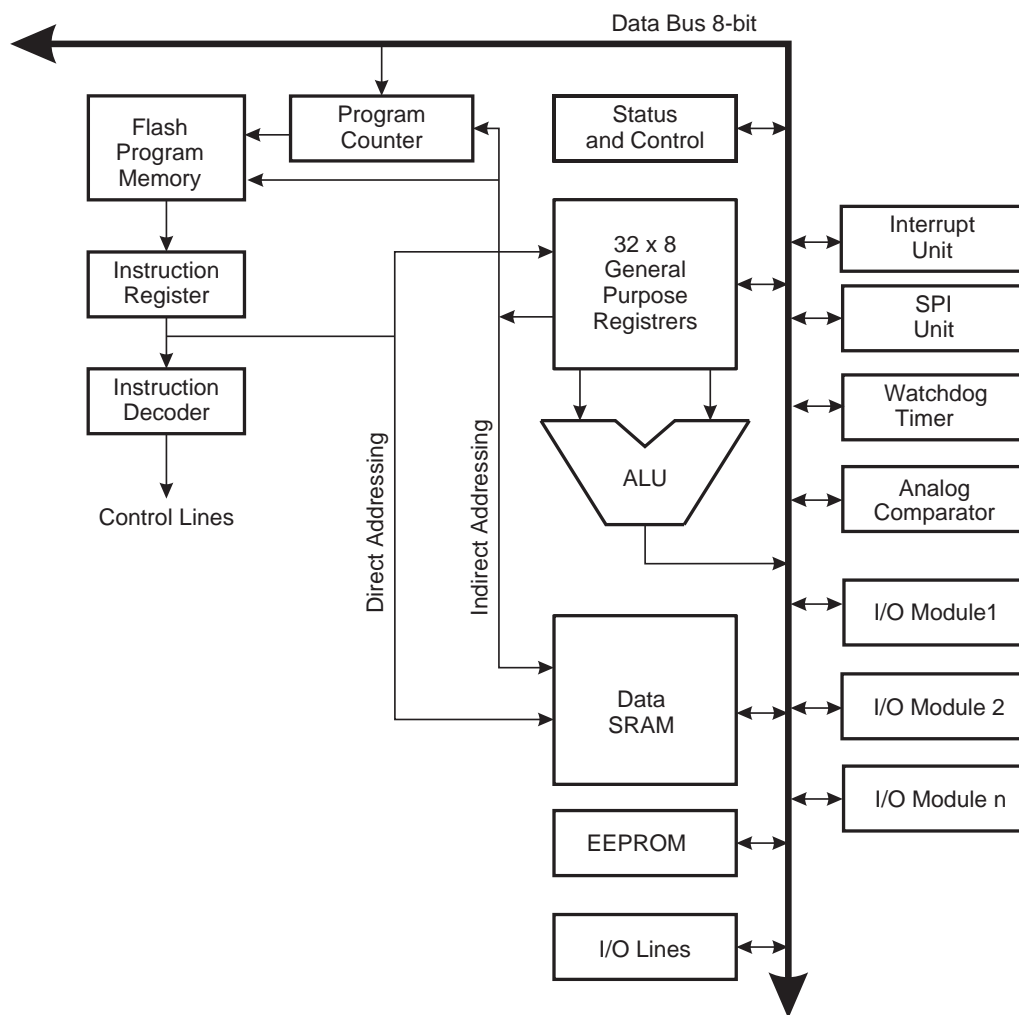 Data Bus 8-bit
Flash
Program
Memory
Program
Counter
Status
and Control
Interrupt
Unit
32 x 8
General
Purpose
Registrers
Instruction
Register
SPI
Unit
Instruction
Decoder
Watchdog
Timer
Direct Addressing
Indirect Addressing
ALU
Analog
Comparator
Control Lines
I/O Module1
Data
SRAM
I/O Module 2
I/O Module n
EEPROM
I/O Lines